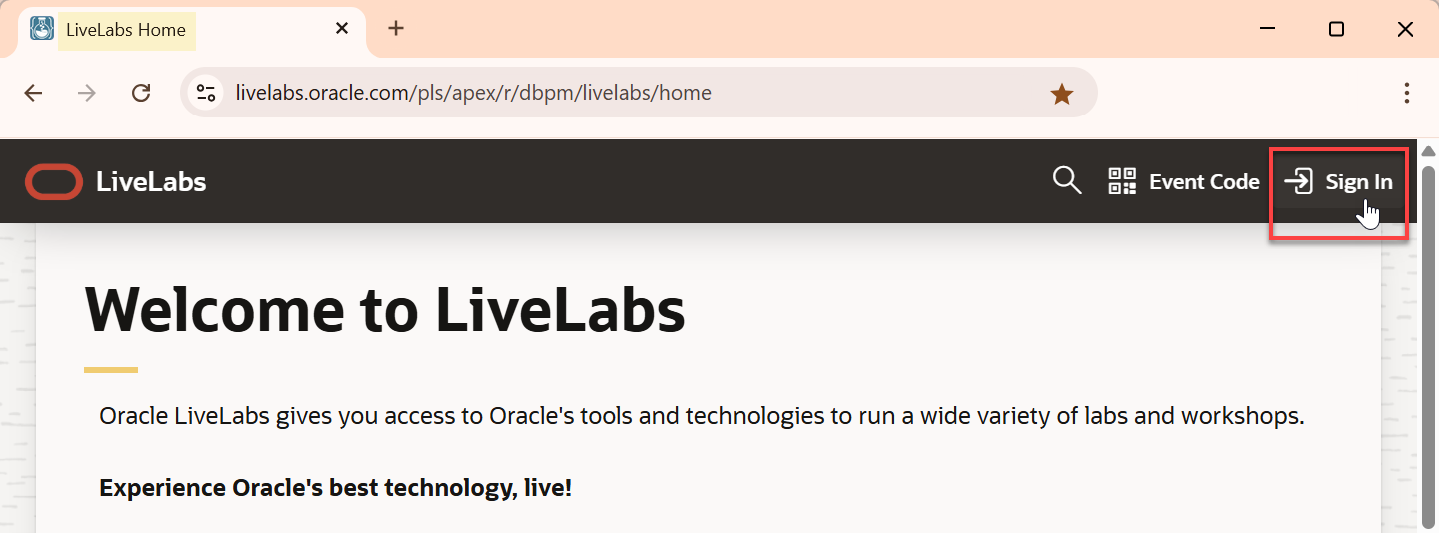 LiveLabs Home
livelabs.oracle.com/pls/apex/r/dbpm/livelabs/home
LiveLabs Event Code Sign In
Welcome to LiveLabs
Oracle LiveLabs gives you access to Oracle's tools and technologies to run a wide variety of labs and workshops.
Experience Oracle's best technology, live!